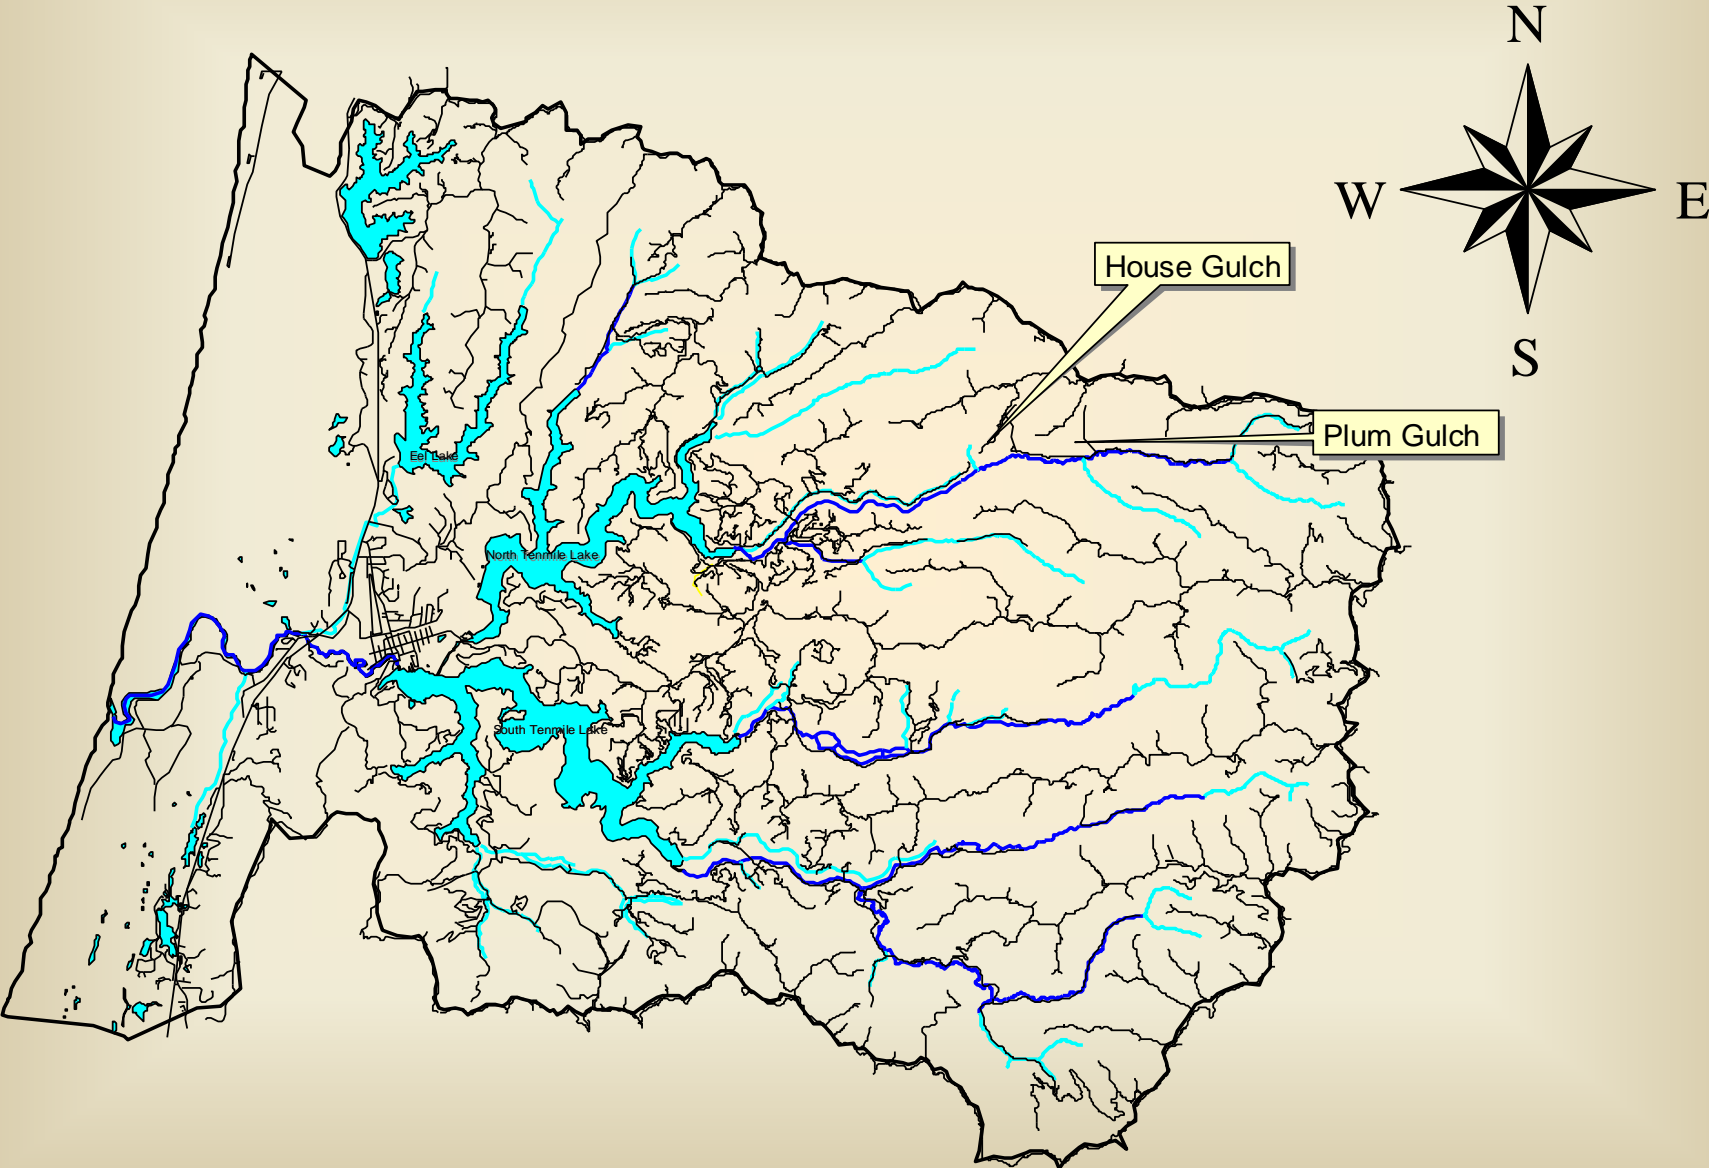 N
W
E
S
House Gulch
Plum Gulch
Eel Lake
North Tenmile Lake
South Tenmile Lake